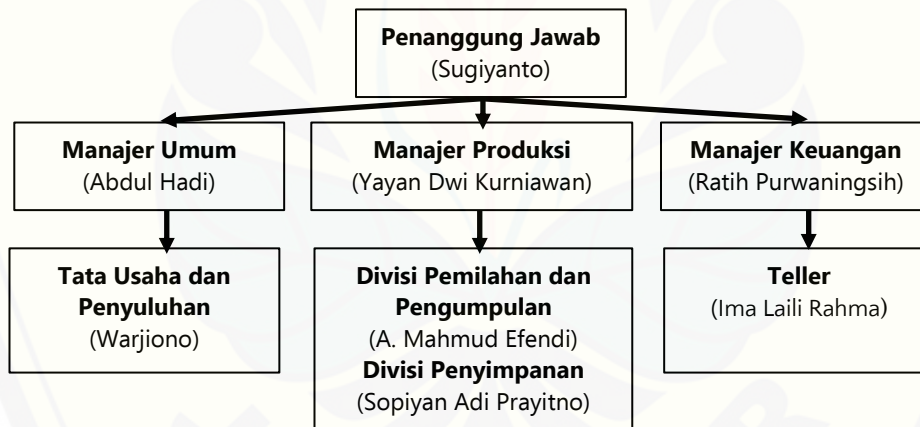 Penanggung Jawab
(Sugiyanto)
Manajer Umum
(Abdul Hadi)
Manajer Produksi
(Yayan Dwi Kurniawan)
Manajer Keuangan
(Ratih Purwaningsih)
Tata Usaha dan
Penyuluhan
(Warjiono)
Divisi Pemilahan dan
Pengumpulan
(A. Mahmud Efendi)
Divisi Penyimpanan
(Sopiyan Adi Prayitno)
Teller
(Ima Laili Rahma)